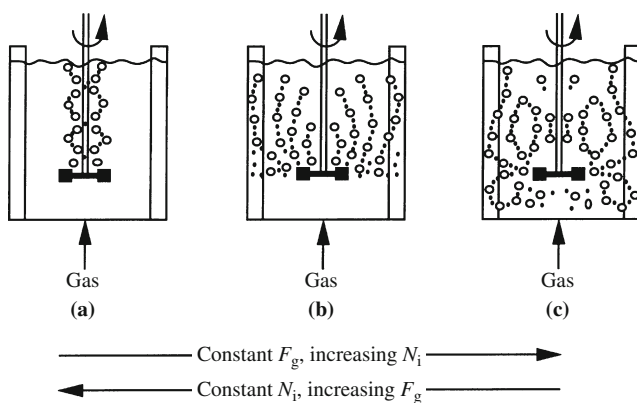 Gas Gas Gas
(a) (b) (c)
Constant Fg, increasing Ni
Constant Ni, increasing Fg